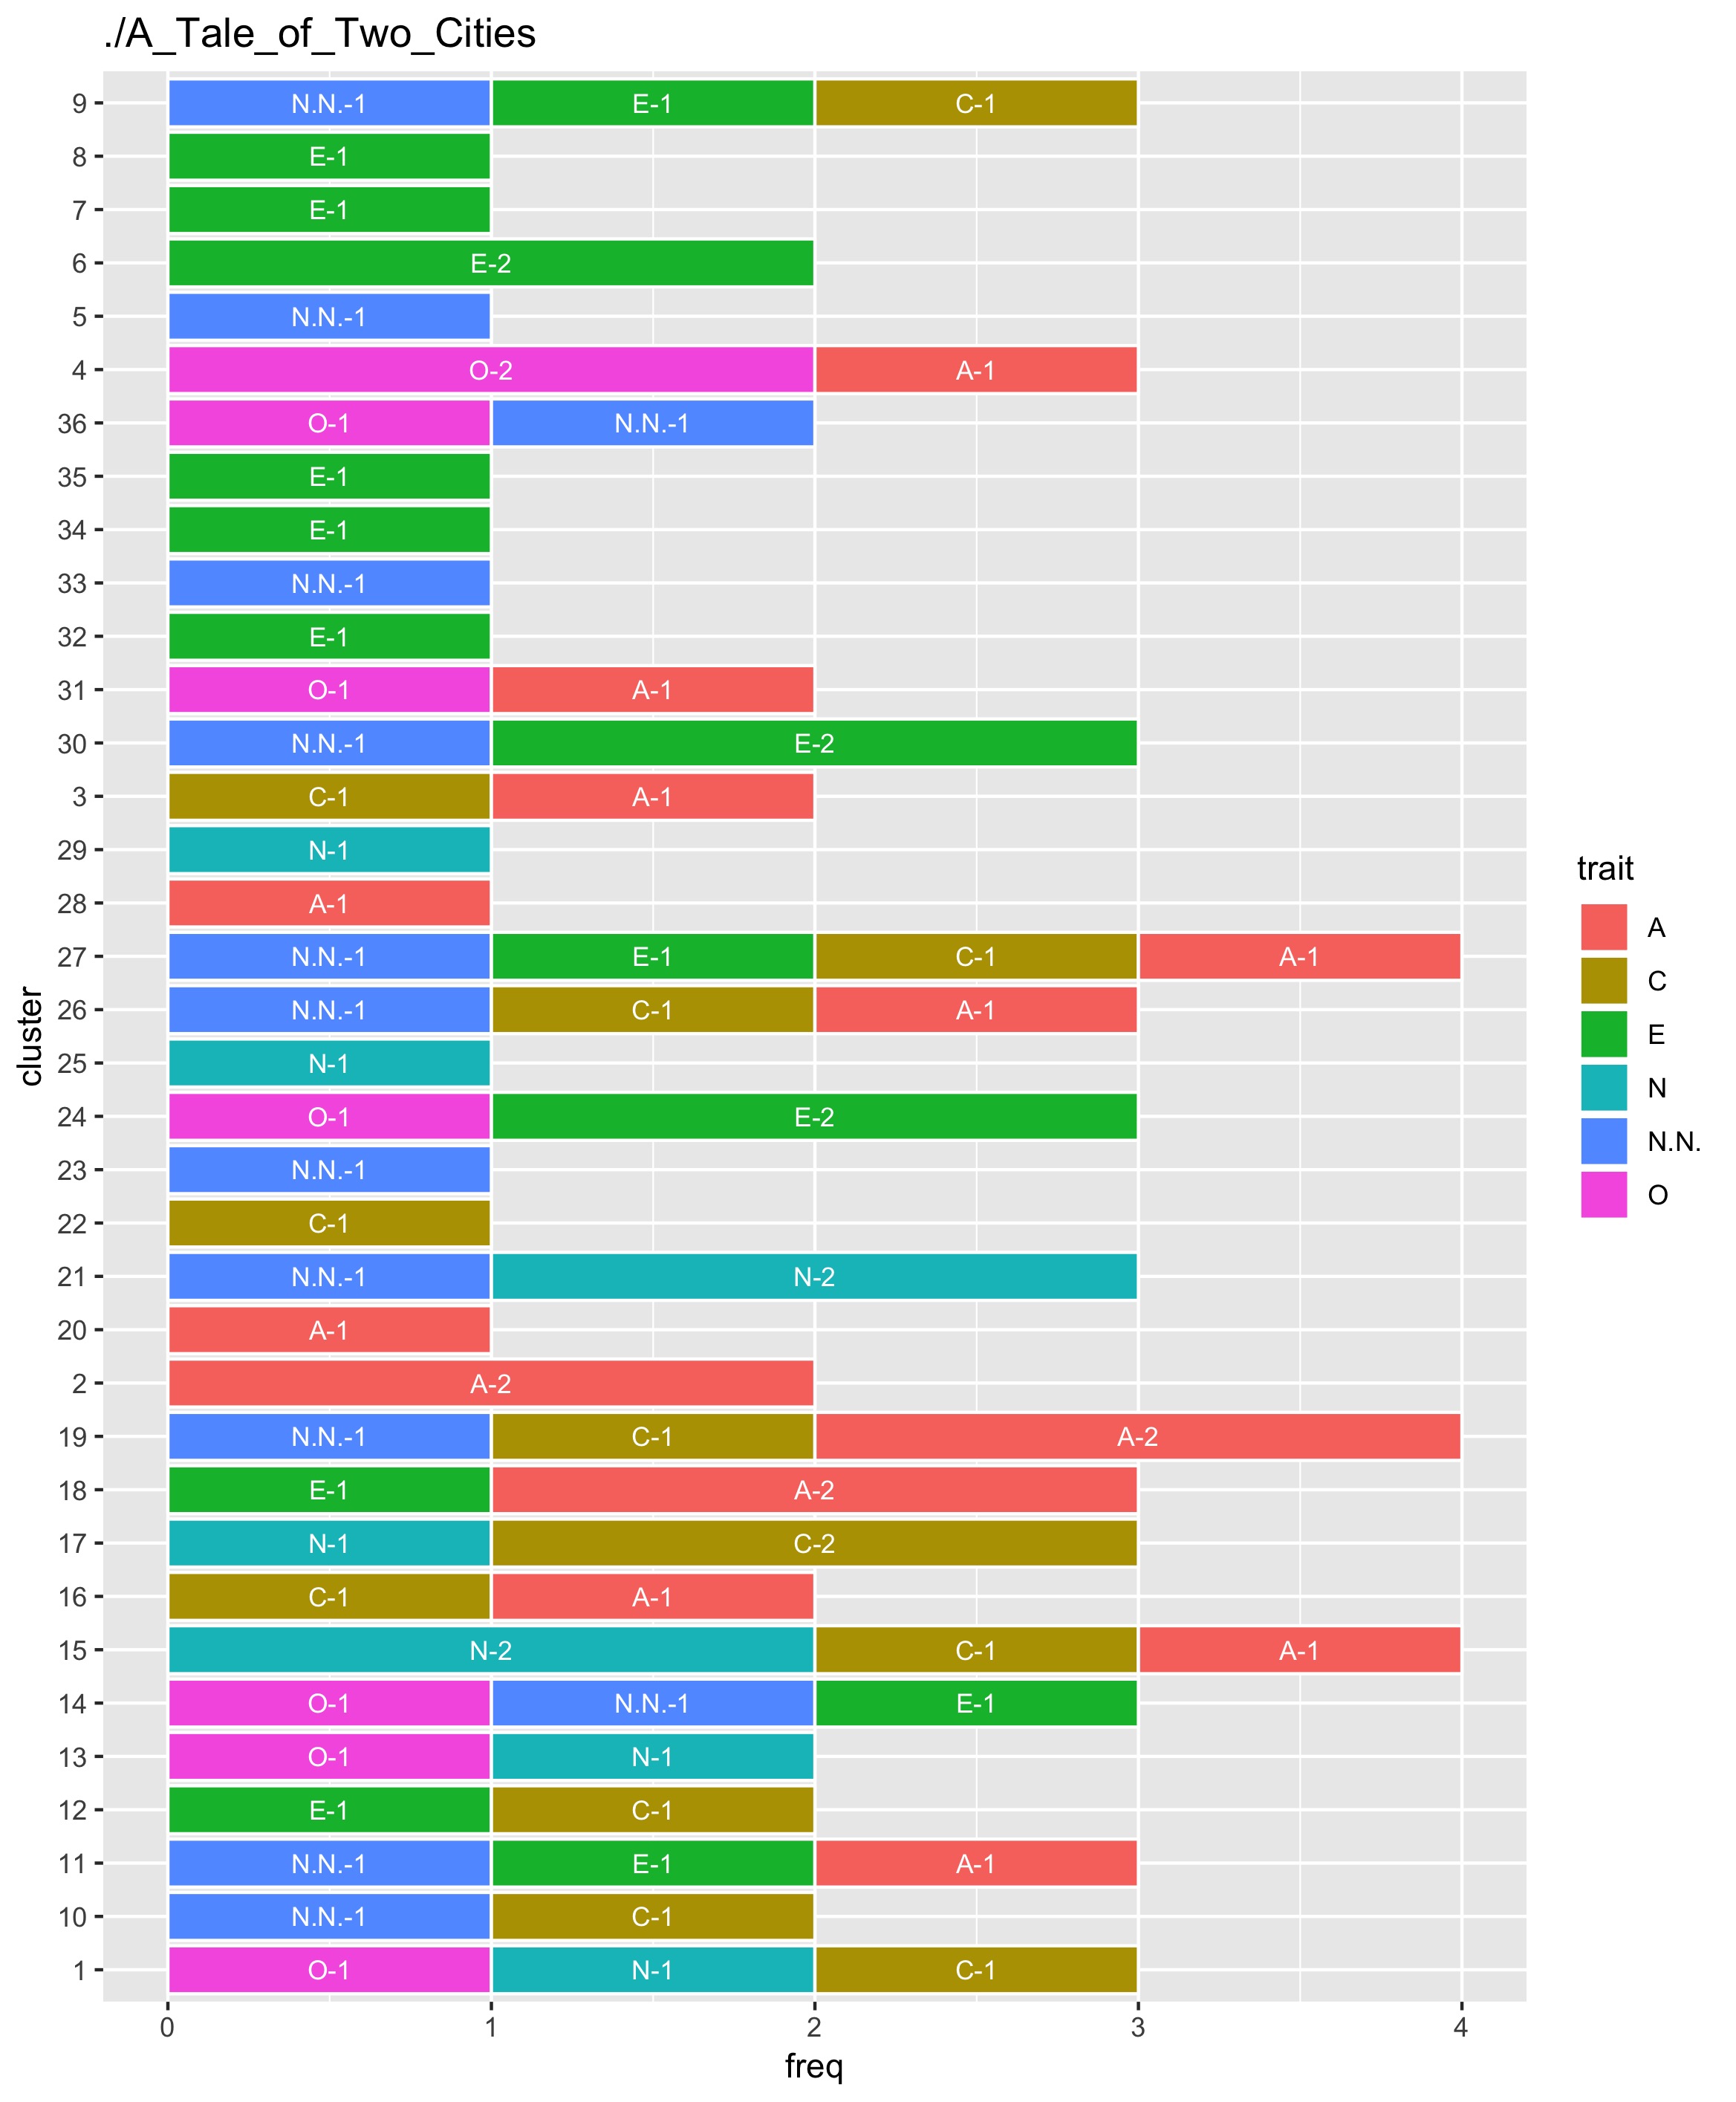 ./A_Tale_of_Two_Cities
9 N.N.-1 E-1 C-1
8 E-1
7 E-1
6 E-2
5 N.N.-1
4 O-2 A-1
36 O-1 N.N.-1
35 E-1
34 E-1
33 N.N.-1
32 E-1
31 O-1 A-1
30 N.N.-1 E-2
3 C-1 A-1
29 N-1
28 A-1
27 N.N.-1 E-1 C-1 A-1
26 N.N.-1 C-1 A-1
25 N-1
24 O-1 E-2
23 N.N.-1
22 C-1
21 N.N.-1 N-2
20 A-1
2 A-2
19 N.N.-1 C-1 A-2
18 E-1 A-2
17 N-1 C-2
16 C-1 A-1
15 N-2 C-1 A-1
14 O-1 N.N.-1 E-1
13 O-1 N-1
12 E-1 C-1
11 N.N.-1 E-1 A-1
10 N.N.-1 C-1
1 O-1 N-1 C-1
0 1 2 3 4
freq
cluster
trait
A
C
E
N
N.N.
O